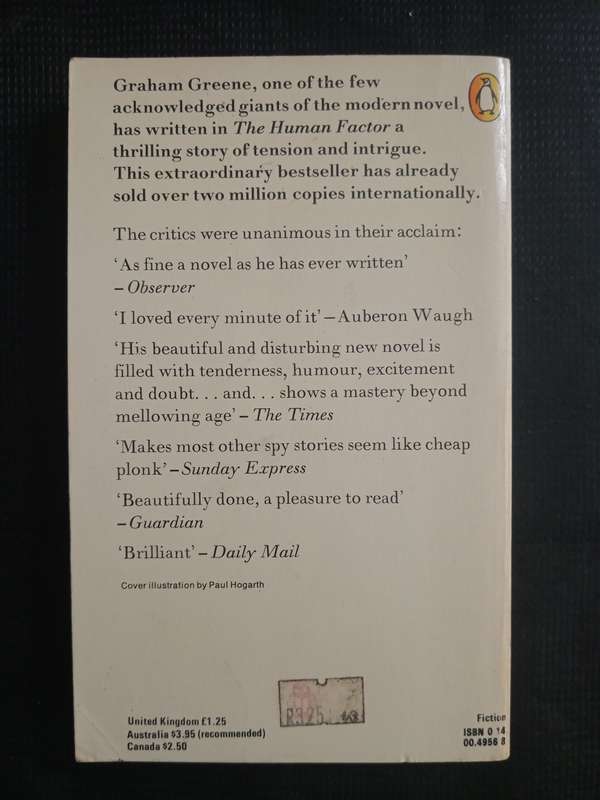 Graham Greene, one of the few
acknowledged giants of the modern novel,
has written in The Human Factor a
thrilling story of tension and intrigue.
This extraordinary bestseller has already
sold over two million copies internationally.
The critics were unanimous in their acclaim:
‘As fine a novel as he has ever written’
– Observer
‘I loved every minute of it’ – Auberon Waugh
‘His beautiful and disturbing new novel is
filled with tenderness, humour, excitement
and doubt. . . and. . . shows a mastery beyond
mellowing age’ – The Times
‘Makes most other spy stories seem like cheap
plonk’ – Sunday Express
‘Beautifully done, a pleasure to read’
– Guardian
‘Brilliant’ – Daily Mail
Cover illustration by Paul Hogarth
United Kingdom £1.25
Australia $3.95 (recommended)
Canada $2.50
Fiction
ISBN 0 14
00.4956 8